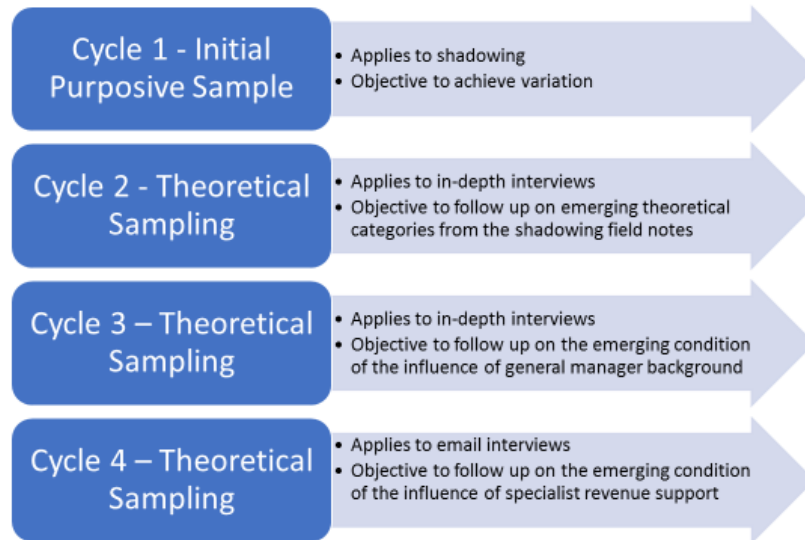 Cycle 1 - Initial
Purposive Sample
• Applies to shadowing
• Objective to achieve variation
Cycle 2 - Theoretical
Sampling
• Applies to in-depth interviews
• Objective to follow up on emerging theoretical
categories from the shadowing field notes
Cycle 3 – Theoretical
Sampling
• Applies to in-depth interviews
• Objective to follow up on the emerging condition
of the influence of general manager background
Cycle 4 – Theoretical
Sampling
• Applies to email interviews
• Objective to follow up on the emerging condition
of the influence of specialist revenue support